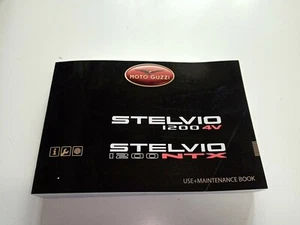 MOTO GUZZI
STELVIO
1200 4V
STELVIO
1200 NTX
USE+MAINTENANCE BOOK